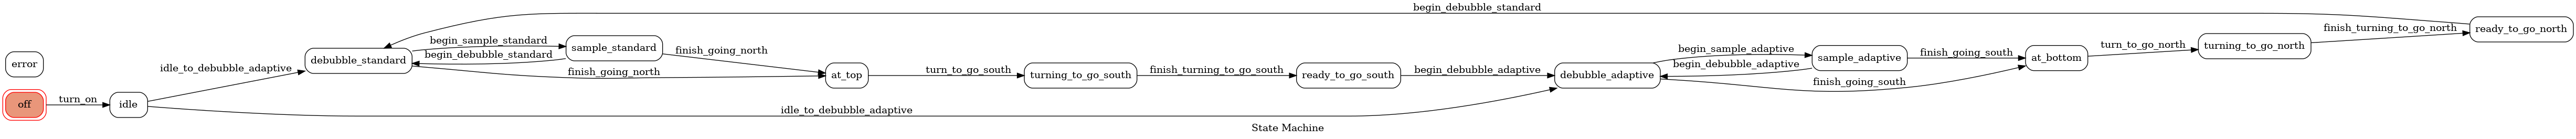 begin_debubble_standard
ready_to_go_north
finish_turning_to_go_north
turning_to_go_north
turn_to_go_north
at_bottom
finish_going_south
sample_adaptive
begin_sample_adaptive
begin_debubble_adaptive
finish_going_south
debubble_adaptive
begin_debubble_adaptive
ready_to_go_south
finish_turning_to_go_south
turning_to_go_south
turn_to_go_south
at_top
finish_going_north
sample_standard
begin_sample_standard
begin_debubble_standard
finish_going_north
debubble_standard
idle_to_debubble_adaptive
error
off
turn_on
idle
idle_to_debubble_adaptive
State Machine